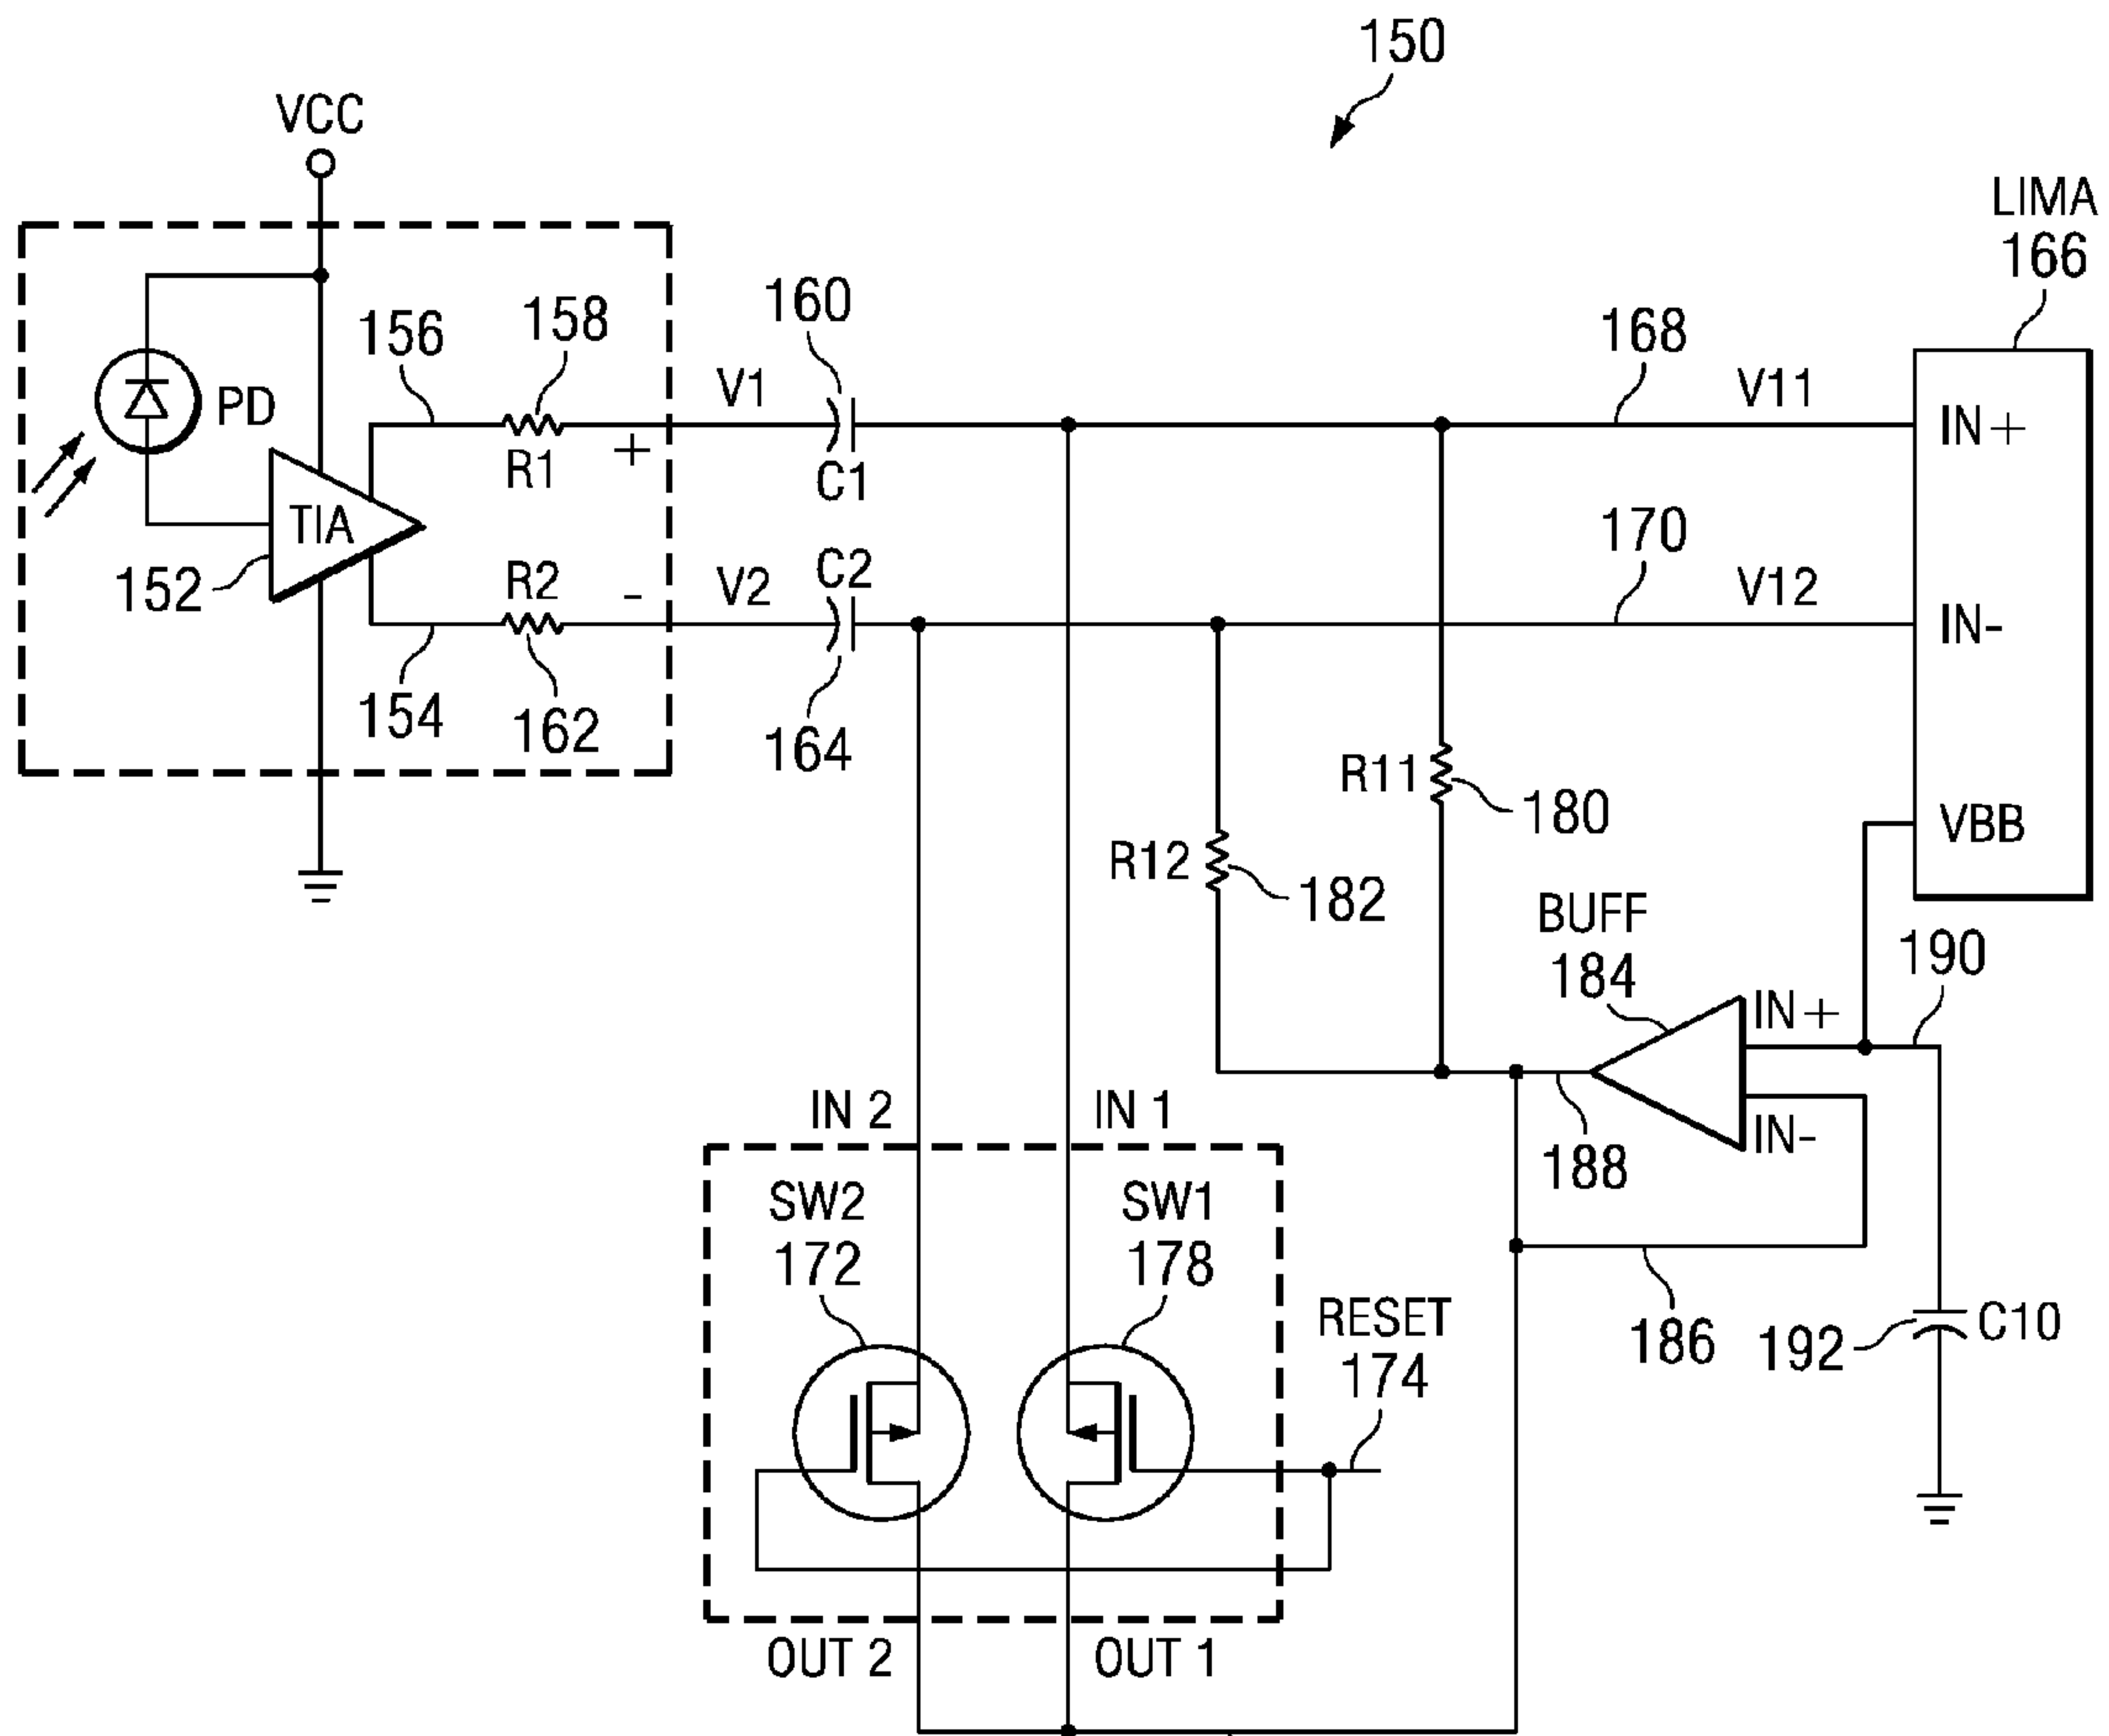 150
VCC
LIMA
166
160
158
156
168
V1
V11
PD
IN+
+
R1
C1
TIA
170
152
R2
-
V2
C2
V12
IN-
154
162
164
R11
180
VBB
R12
182
BUFF
184
190
IN+
IN 2
IN 1
IN-
188
SW2
172
SW1
178
RESET
174
186
192
C10
OUT 2
OUT 1